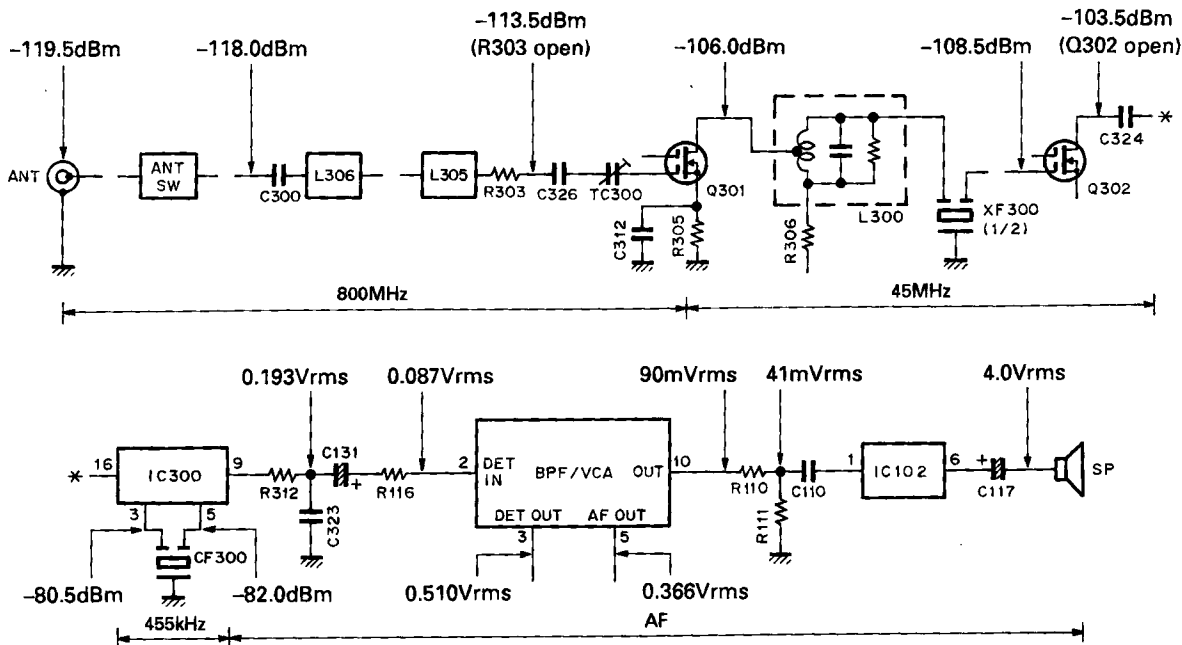 -113.5dBm
(R303 open)
-103.5dBm
(Q302 open)
-119.5dBm
-118.0dBm
-106.0dBm
-108.5dBm
C324
*
ANT
ANT
SW
C300
L306
L305
R303
C326
TC300
Q301
C312
R305
L300
R306
XF300
(1/2)
Q302
800MHz
45MHz
0.193Vrms
0.087Vrms
90mVrms
41mVrms
4.0Vrms
*
16
IC300
9
3
5
R312
C131
+
R116
C323
CF300
2
DET
IN
BPF/VCA
OUT
10
DET OUT
AF OUT
3
5
R110
C110
R111
1
IC102
6
+
C117
SP
-80.5dBm
-82.0dBm
0.510Vrms
0.366Vrms
455kHz
AF